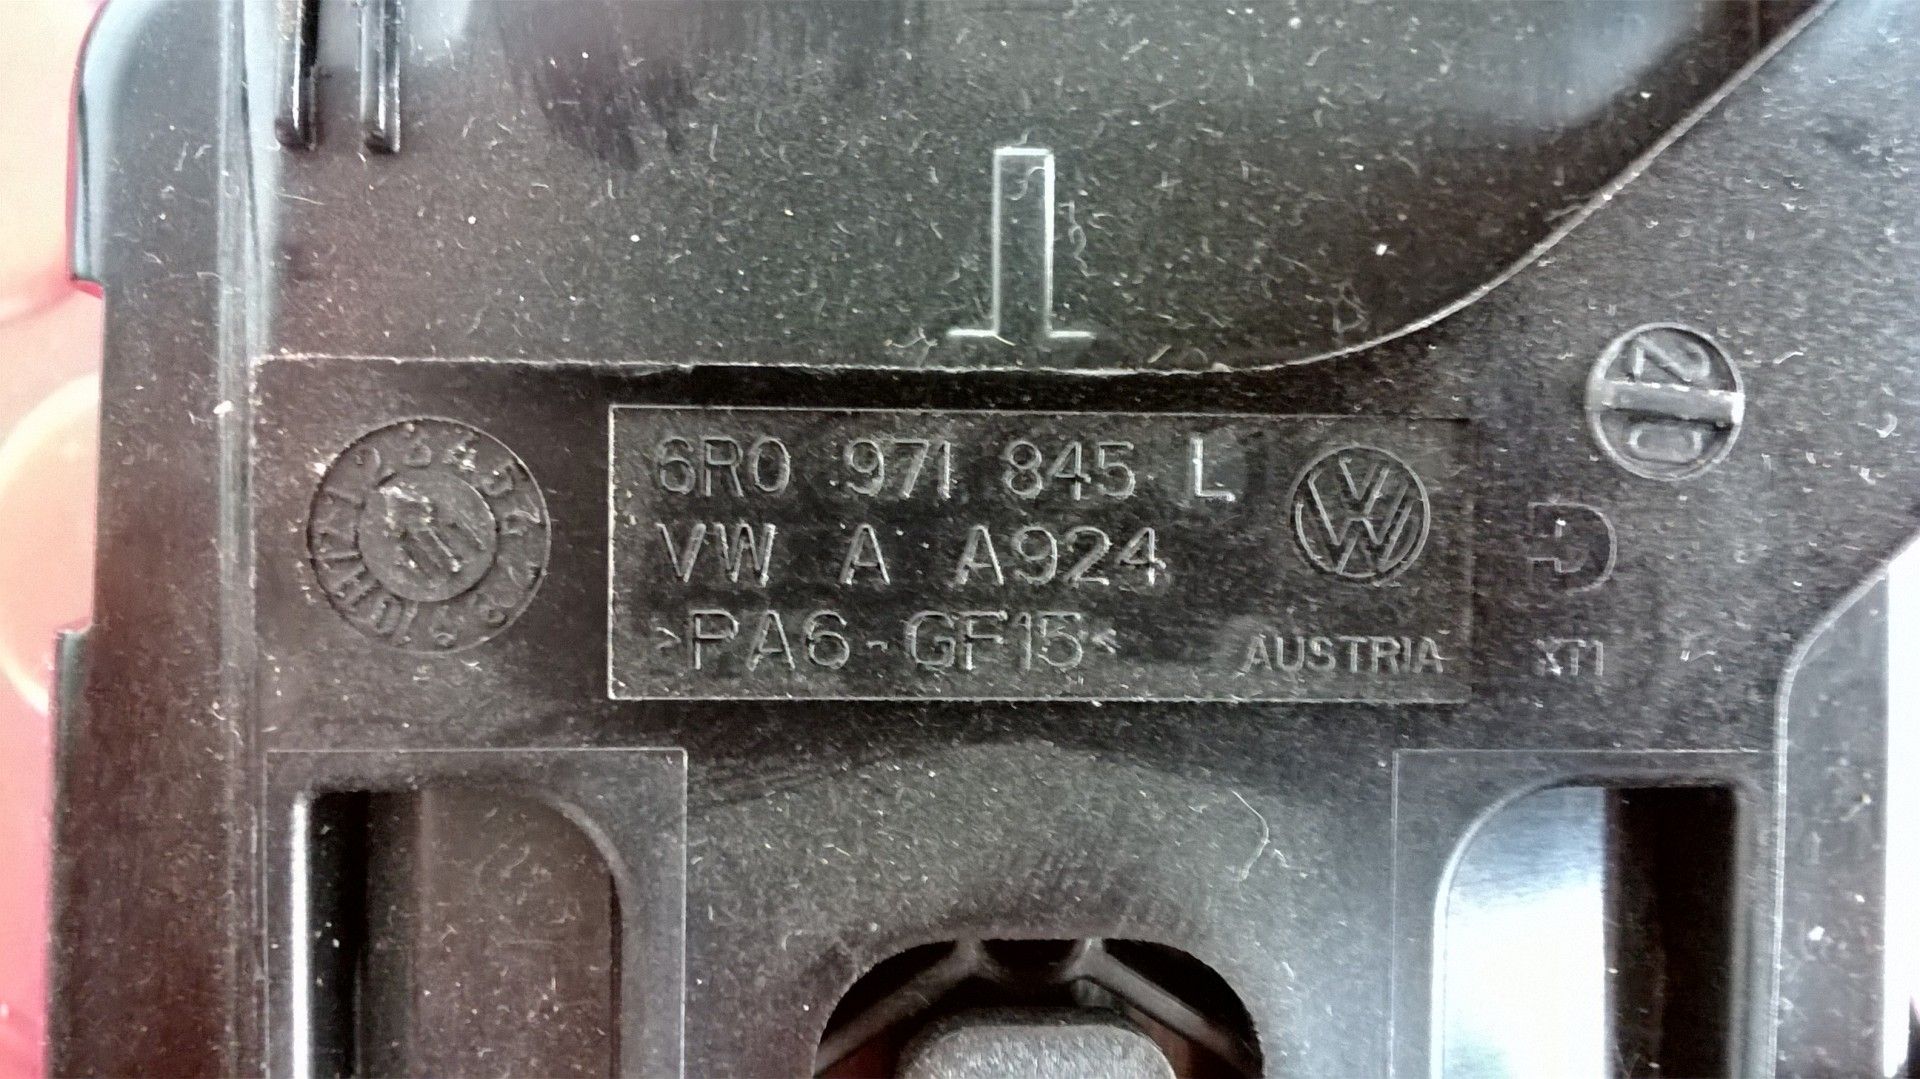 6R0 971 845 L
VW A A924
>PA6-GF15<
AUSTRIA